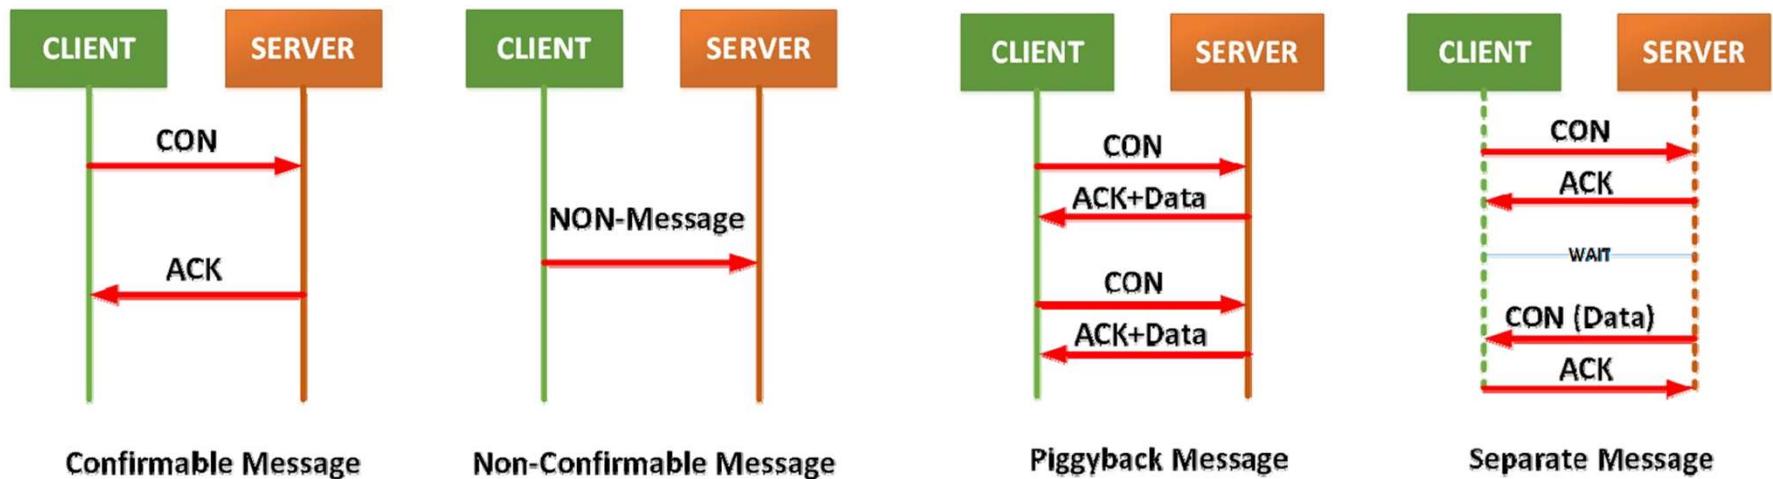 CLIENT
SERVER
CON
ACK
Confirmable Message
CLIENT
SERVER
NON-Message
Non-Confirmable Message
CLIENT
SERVER
CON
ACK+Data
CON
ACK+Data
Piggyback Message
CLIENT
SERVER
CON
ACK
WAIT
CON (Data)
ACK
Separate Message